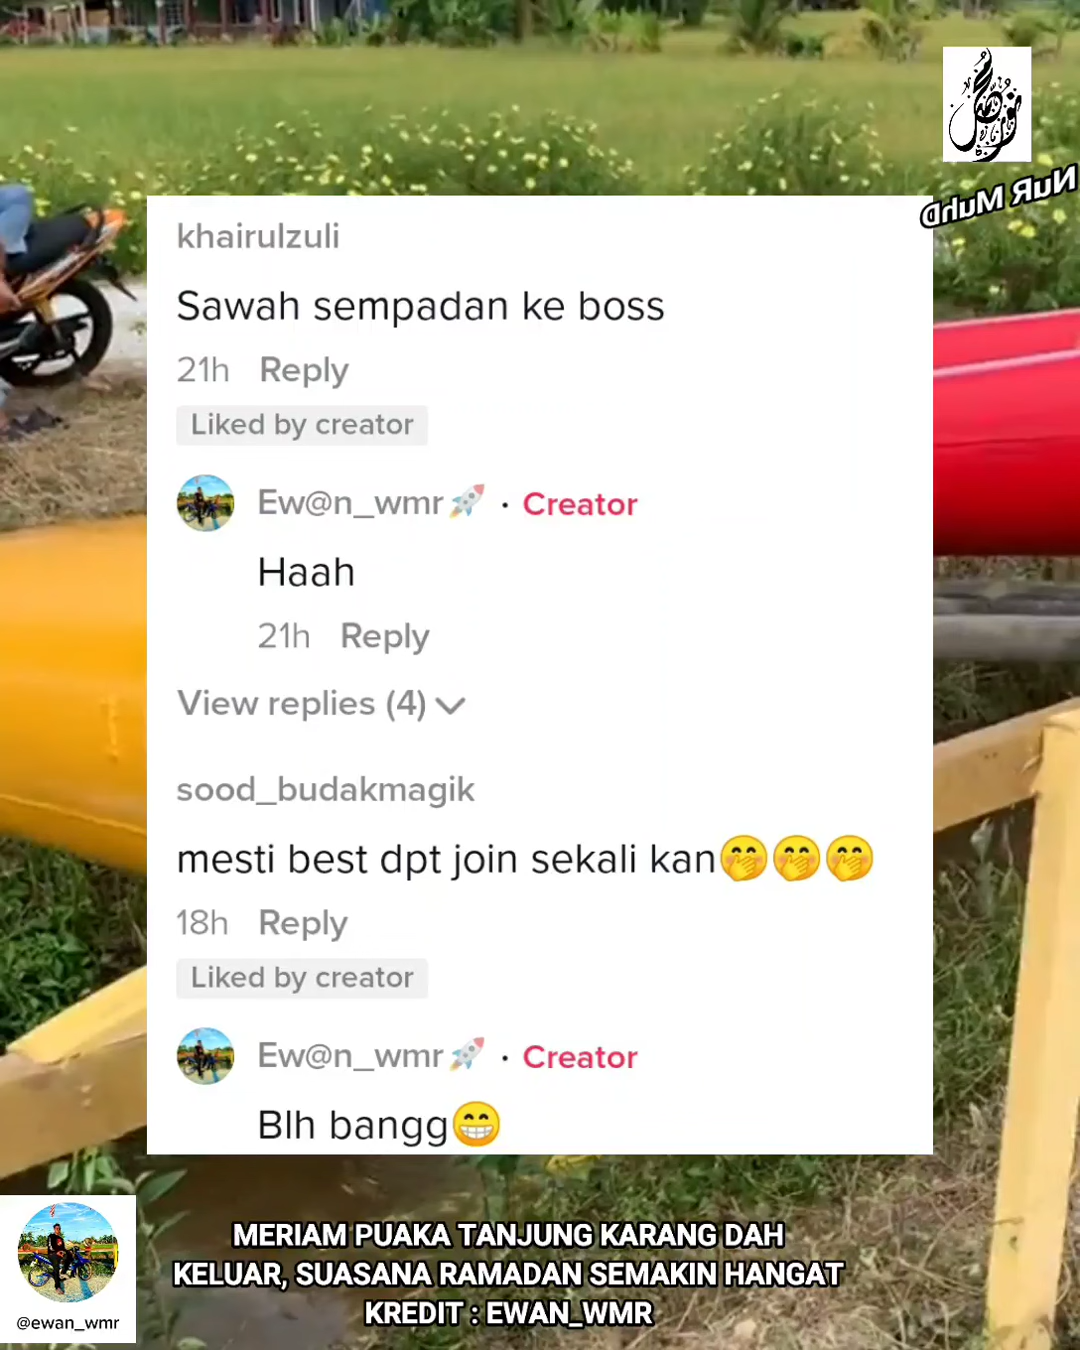 NuR MuhD
khairulzuli
Sawah sempadan ke boss
21h Reply
Liked by creator
Ew@n_wmr🚀 · Creator
Haah
21h Reply
View replies (4)
sood_budakmagik
mesti best dpt join sekali kan🤭🤭🤭
18h Reply
Liked by creator
Ew@n_wmr🚀 · Creator
Blh bangg😁
MERIAM PUAKA TANJUNG KARANG DAH
KELUAR, SUASANA RAMADAN SEMAKIN HANGAT
KREDIT : EWAN_WMR
@ewan_wmr